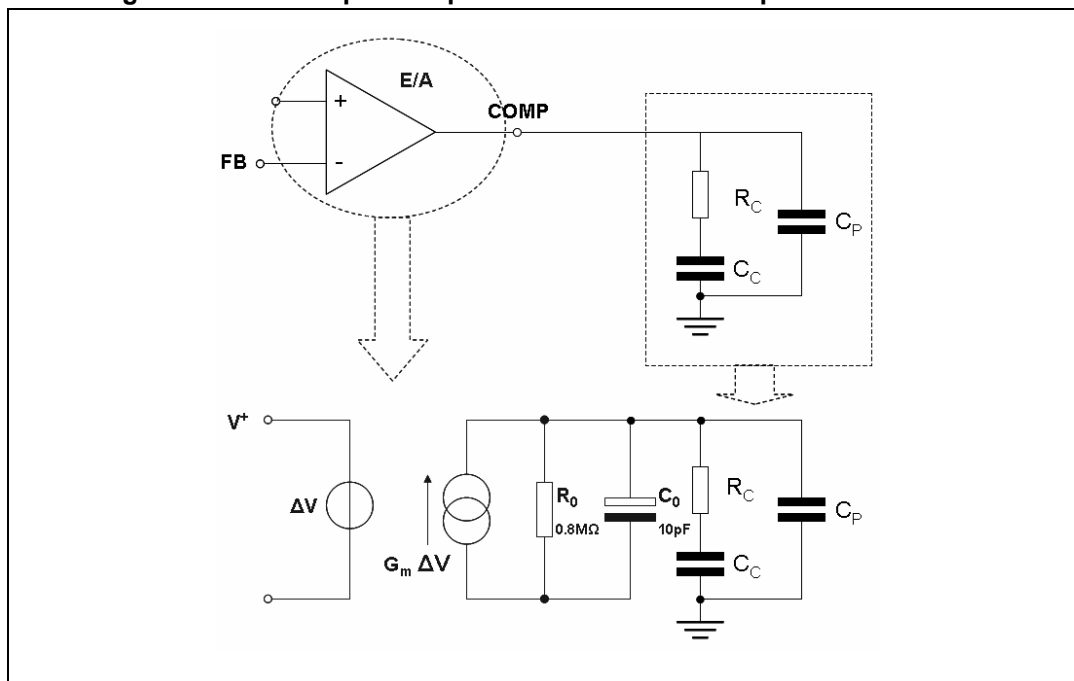 E/A
+
COMP
FB
-
R_C
C_P
C_C
V⁺
ΔV
G_m ΔV
R_0
0.8MΩ
C_0
10pF
R_C
C_C
C_P